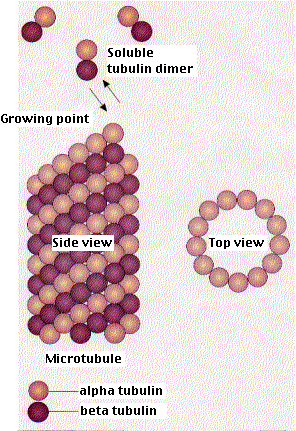 Soluble
tubulin dimer
Growing point
Side view
Top view
Microtubule
alpha tubulin
beta tubulin